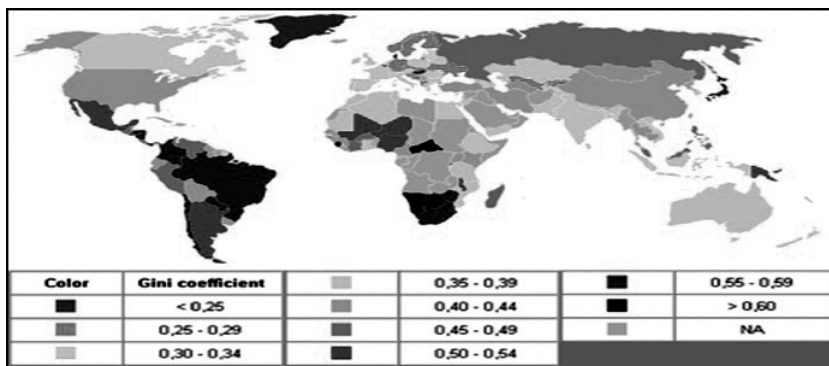 Color Gini coefficient 0,35 - 0,39 0,55 - 0,59
< 0,25 0,40 - 0,44 > 0,60
0,25 - 0,29 0,45 - 0,49 NA
0,30 - 0,34 0,50 - 0,54